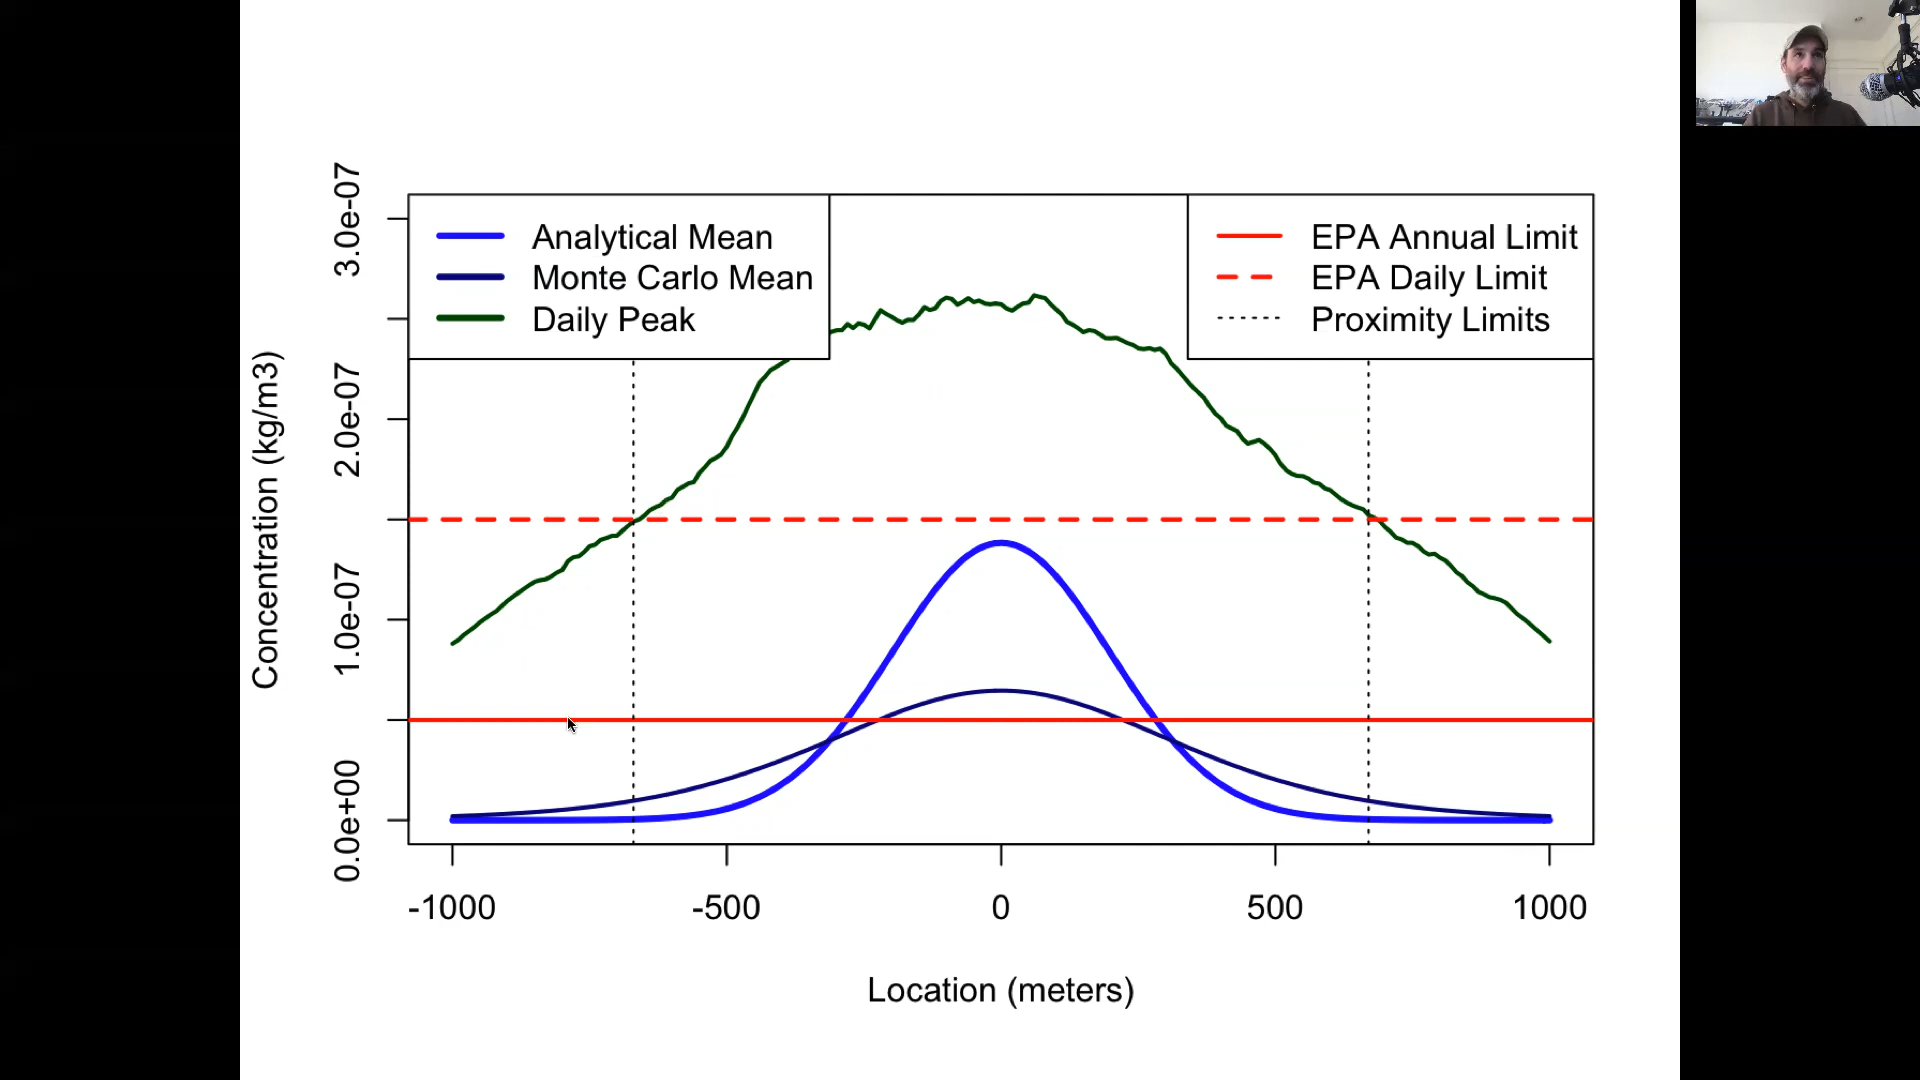 Analytical Mean
Monte Carlo Mean
Daily Peak
EPA Annual Limit
EPA Daily Limit
Proximity Limits
Concentration (kg/m3)
3.0e-07
2.0e-07
1.0e-07
0.0e+00
-1000
-500
0
500
1000
Location (meters)